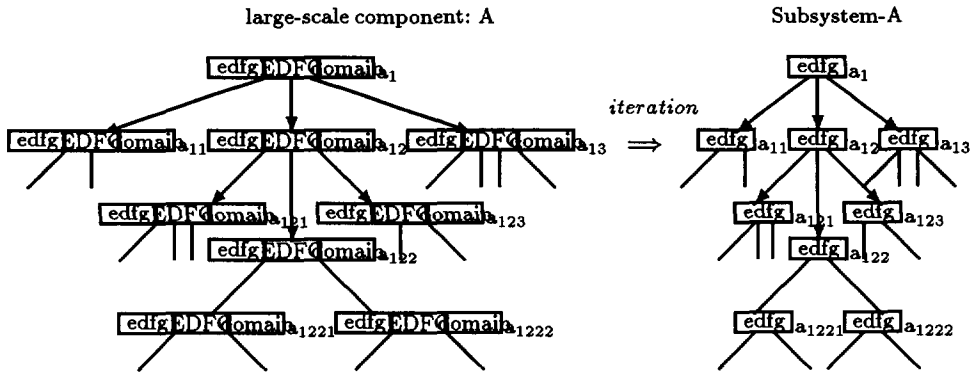 large-scale component: A Subsystem-A
edfg EDFG domain a1 edfg a1
iteration
edfg EDFG domain a11 edfg EDFG domain a12 edfg EDFG domain a13 ⇒ edfg a11 edfg a12 edfg a13
edfg EDFG domain a121 edfg EDFG domain a123 edfg a121 edfg a123
edfg EDFG domain a122 edfg a122
edfg EDFG domain a1221 edfg EDFG domain a1222 edfg a1221 edfg a1222